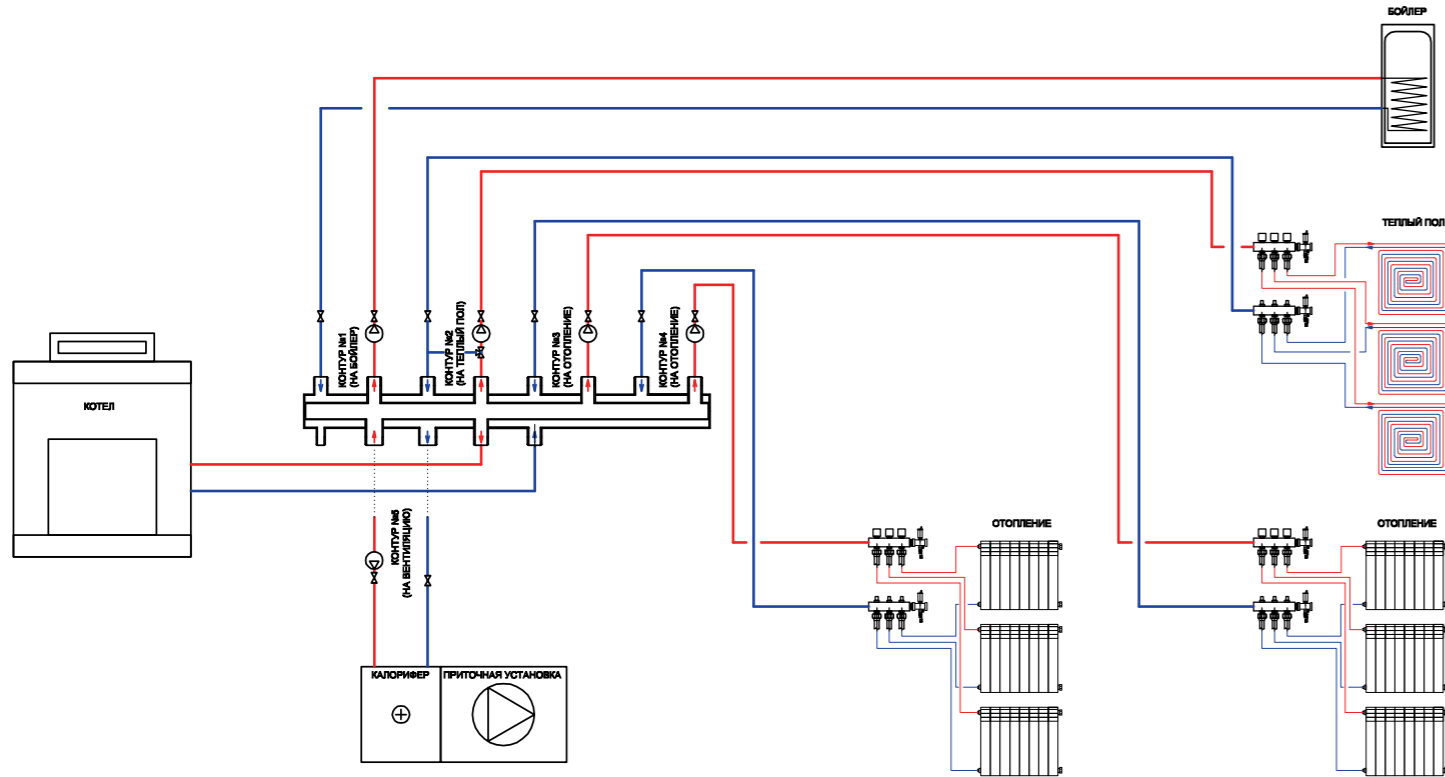 БОЙЛЕР
ТЕПЛЫЙ ПОЛ
КОНТУР №1
(НА БОЙЛЕР)
КОНТУР №2
(НА ТЕПЛЫЙ ПОЛ)
КОНТУР №3
(НА ОТОПЛЕНИЕ)
КОНТУР №4
(НА ОТОПЛЕНИЕ)
КОТЕЛ
КОНТУР №5
(НА ВЕНТИЛЯЦИЮ)
ОТОПЛЕНИЕ
ОТОПЛЕНИЕ
КАЛОРИФЕР
ПРИТОЧНАЯ УСТАНОВКА